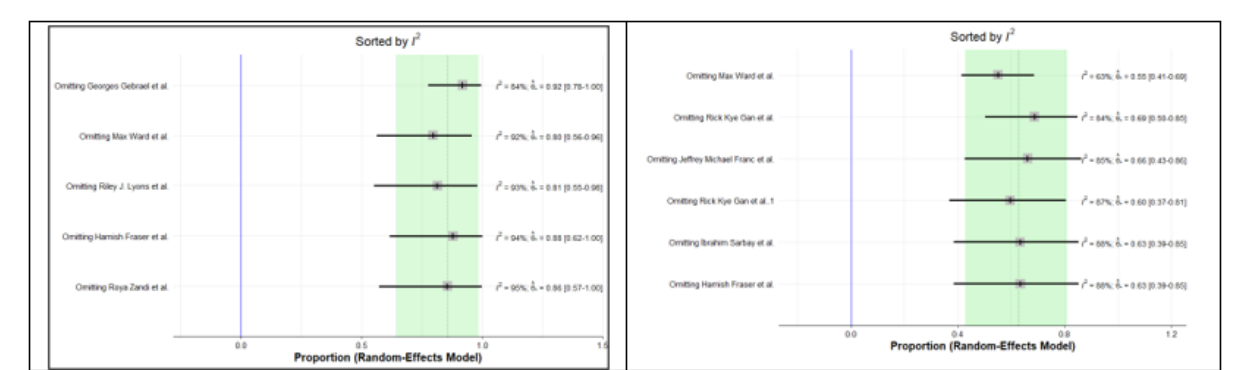 Sorted by I²
Omitting Georges Gebrael et al. I² = 64%; θ̂* = 0.92 [0.78-1.00]
Omitting Max Ward et al. I² = 92%; θ̂* = 0.80 [0.56-0.96]
Omitting Riley J. Lyons et al. I² = 93%; θ̂* = 0.81 [0.55-0.98]
Omitting Hamish Fraser et al. I² = 94%; θ̂* = 0.88 [0.62-1.00]
Omitting Roya Zandi et al. I² = 95%; θ̂* = 0.86 [0.57-1.00]
0.0 0.5 1.0 1.5
Proportion (Random-Effects Model)
Sorted by I²
Omitting Max Ward et al. I² = 63%; θ̂* = 0.55 [0.41-0.69]
Omitting Rick Kye Gan et al. I² = 84%; θ̂* = 0.69 [0.50-0.85]
Omitting Jeffrey Michael Franc et al. I² = 85%; θ̂* = 0.66 [0.43-0.86]
Omitting Rick Kye Gan et al..1 I² = 87%; θ̂* = 0.60 [0.37-0.81]
Omitting İbrahim Sarbay et al. I² = 88%; θ̂* = 0.63 [0.39-0.85]
Omitting Hamish Fraser et al. I² = 88%; θ̂* = 0.63 [0.39-0.85]
0.0 0.4 0.8 1.2
Proportion (Random-Effects Model)